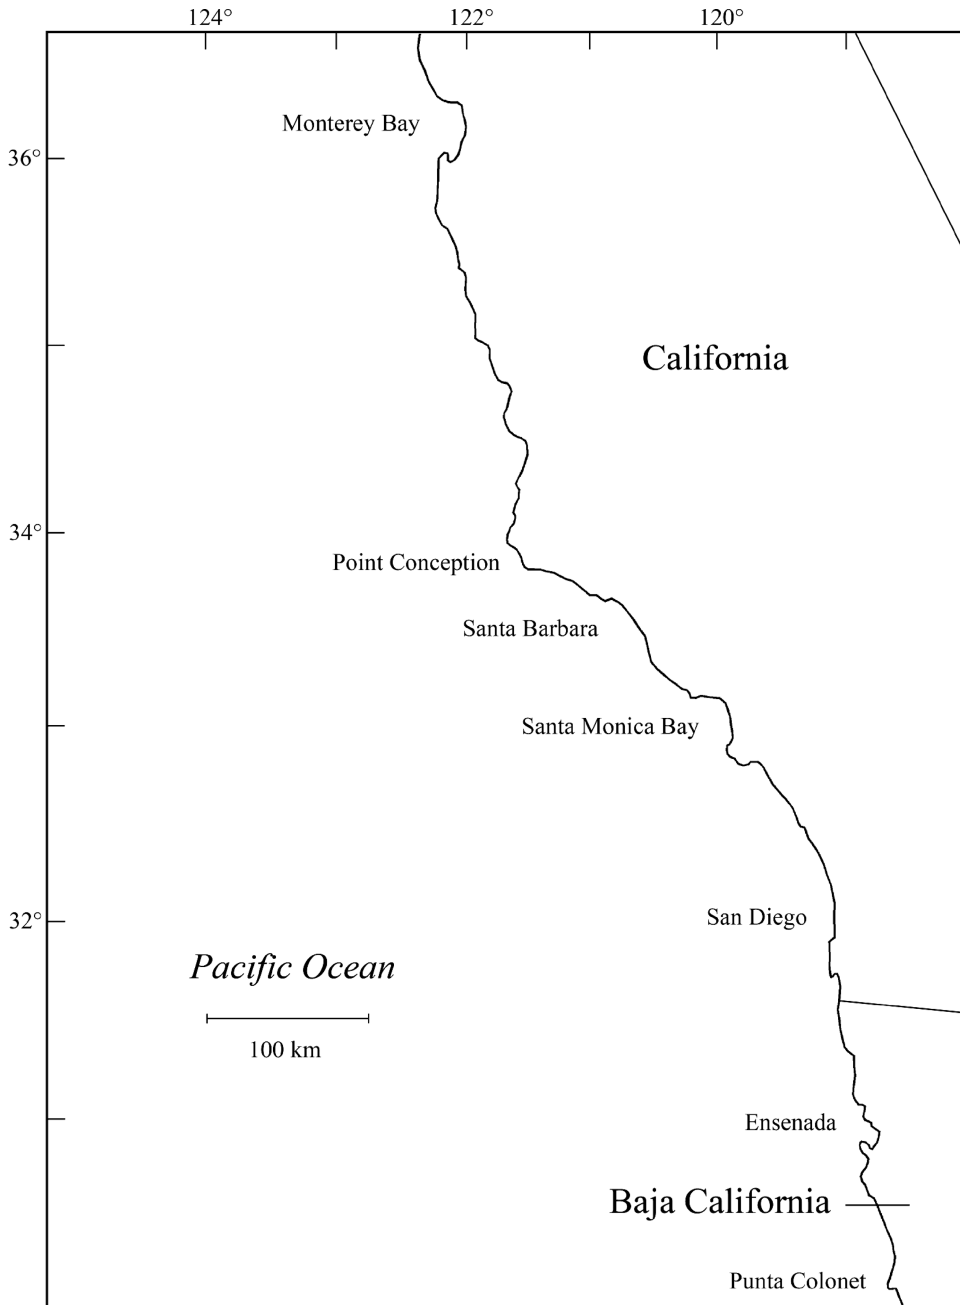 124°
122°
120°
Monterey Bay
36°
California
34°
Point Conception
Santa Barbara
Santa Monica Bay
32°
San Diego
Pacific Ocean
100 km
Ensenada
Baja California
Punta Colonet